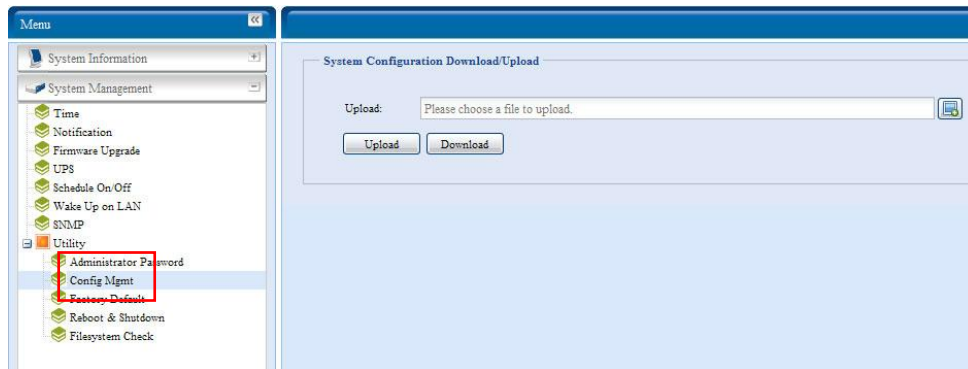 Menu
System Information
System Management
Time
Notification
Firmware Upgrade
UPS
Schedule On/Off
Wake Up on LAN
SNMP
Utility
Administrator Password
Config Mgmt
Factory Default
Reboot & Shutdown
Filesystem Check
System Configuration Download/Upload
Upload: Please choose a file to upload.
Upload Download